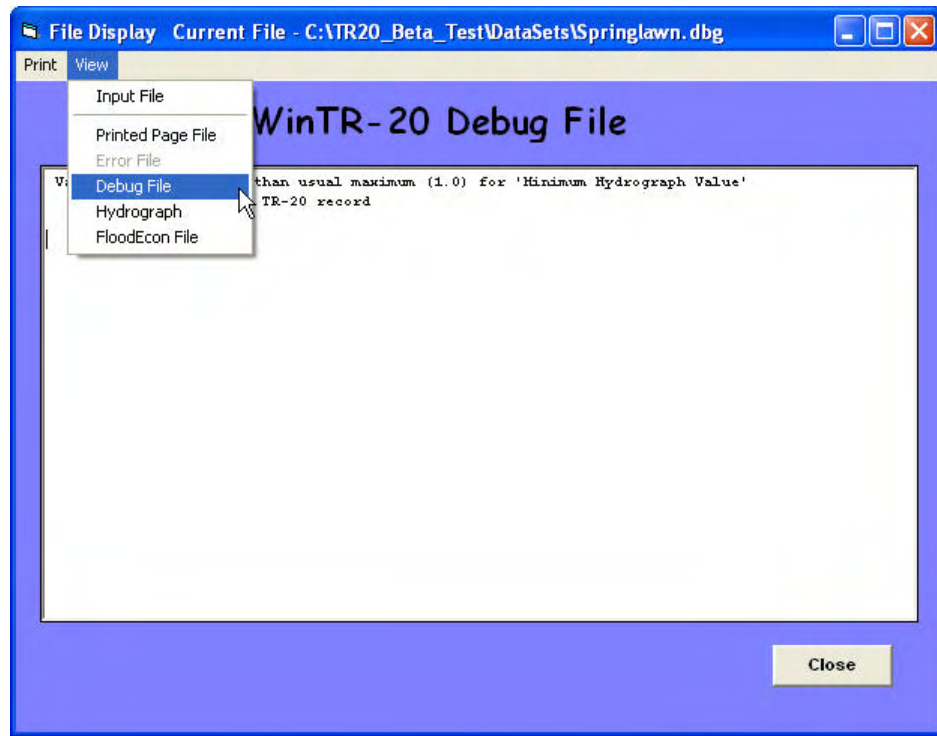 File Display Current File - C:\TR20_Beta_Test\DataSets\Springlawn.dbg
Print View
Input File
Printed Page File
Error File
Debug File
Hydrograph
FloodEcon File
WinTR-20 Debug File
than usual maximum (1.0) for 'Minimum Hydrograph Value'
TR-20 record
Close